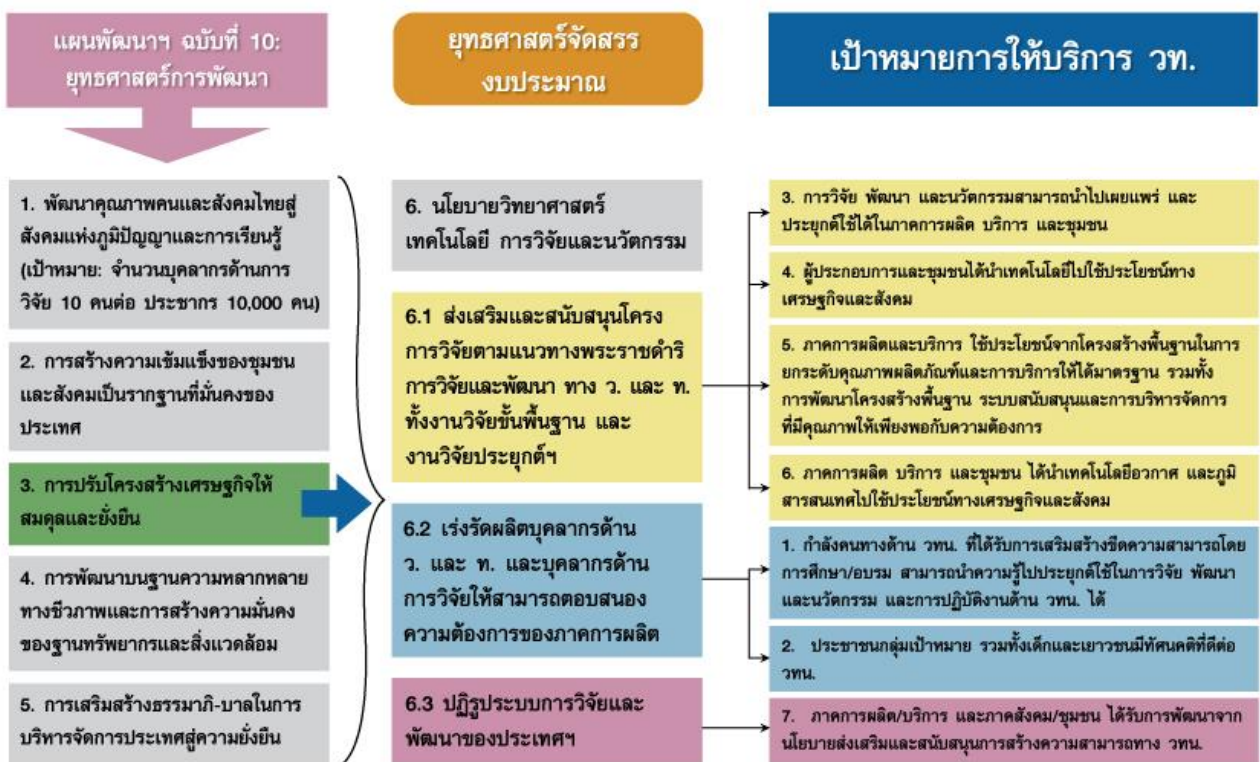 แผนพัฒนาฯ ฉบับที่ 10:
ยุทธศาสตร์การพัฒนา
1. พัฒนาคุณภาพคนและสังคมไทยสู่
สังคมแห่งภูมิปัญญาและการเรียนรู้
(เป้าหมาย: จำนวนบุคลากรด้านการ
วิจัย 10 คนต่อ ประชากร 10,000 คน)
2. การสร้างความเข้มแข็งของชุมชน
และสังคมเป็นรากฐานที่มั่นคงของ
ประเทศ
3. การปรับโครงสร้างเศรษฐกิจให้
สมดุลและยั่งยืน
4. การพัฒนาบนฐานความหลากหลาย
ทางชีวภาพและการสร้างความมั่นคง
ของฐานทรัพยากรและสิ่งแวดล้อม
5. การเสริมสร้างธรรมาภิ-บาลในการ
บริหารจัดการประเทศสู่ความยั่งยืน
ยุทธศาสตร์จัดสรร
งบประมาณ
6. นโยบายวิทยาศาสตร์
เทคโนโลยี การวิจัยและนวัตกรรม
6.1 ส่งเสริมและสนับสนุนโครง
การวิจัยตามแนวทางพระราชดำริ
การวิจัยและพัฒนา ทาง ว. และ ท.
ทั้งงานวิจัยขั้นพื้นฐาน และ
งานวิจัยประยุกต์ฯ
6.2 เร่งรัดผลิตบุคลากรด้าน
ว. และ ท. และบุคลากรด้าน
การวิจัยให้สามารถตอบสนอง
ความต้องการของภาคการผลิต
6.3 ปฏิรูประบบการวิจัยและ
พัฒนาของประเทศฯ
เป้าหมายการให้บริการ วท.
3. การวิจัย พัฒนา และนวัตกรรมสามารถนำไปเผยแพร่ และ
ประยุกต์ใช้ได้ในภาคการผลิต บริการ และชุมชน
4. ผู้ประกอบการและชุมชนได้นำเทคโนโลยีไปใช้ประโยชน์ทาง
เศรษฐกิจและสังคม
5. ภาคการผลิตและบริการ ใช้ประโยชน์จากโครงสร้างพื้นฐานในการ
ยกระดับคุณภาพผลิตภัณฑ์และการบริการให้ได้มาตรฐาน รวมทั้ง
การพัฒนาโครงสร้างพื้นฐาน ระบบสนับสนุนและการบริหารจัดการ
ที่มีคุณภาพให้เพียงพอกับความต้องการ
6. ภาคการผลิต บริการ และชุมชน ได้นำเทคโนโลยีอวกาศ และภูมิ
สารสนเทศไปใช้ประโยชน์ทางเศรษฐกิจและสังคม
1. กำลังคนทางด้าน วทน. ที่ได้รับการเสริมสร้างขีดความสามารถโดย
การศึกษา/อบรม สามารถนำความรู้ไปประยุกต์ใช้ในการวิจัย พัฒนา
และนวัตกรรม และการปฏิบัติงานด้าน วทน. ได้
2. ประชาชนกลุ่มเป้าหมาย รวมทั้งเด็กและเยาวชนมีทัศนคติที่ดีต่อ
วทน.
7. ภาคการผลิต/บริการ และภาคสังคม/ชุมชน ได้รับการพัฒนาจาก
นโยบายส่งเสริมและสนับสนุนการสร้างความสามารถทาง วทน.